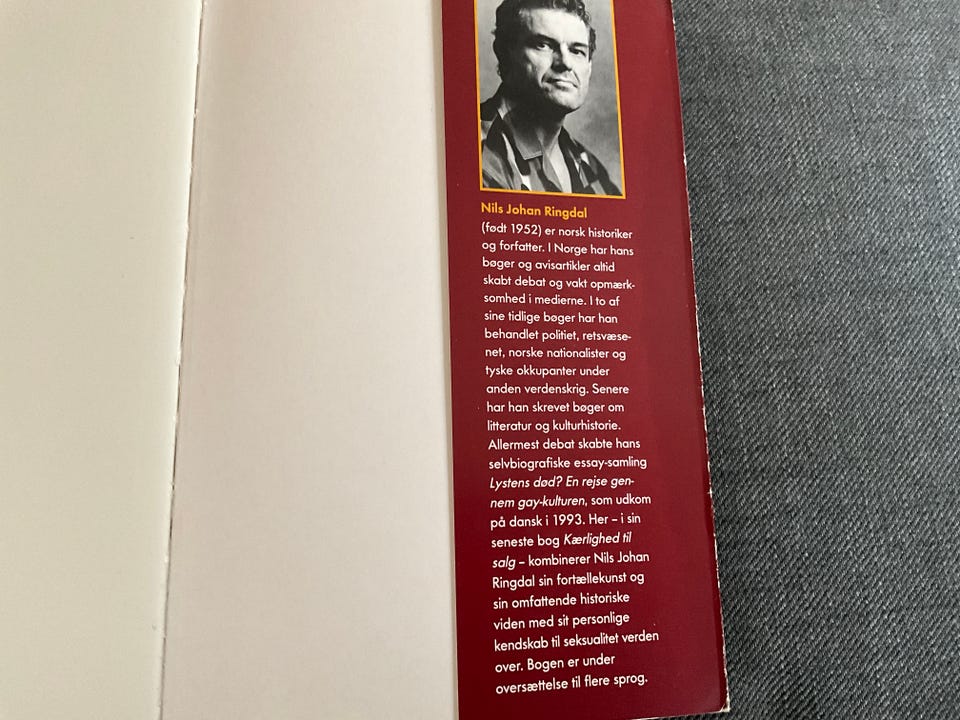 Nils Johan Ringdal
(født 1952) er norsk historiker
og forfatter. I Norge har hans
bøger og avisartikler altid
skabt debat og vakt opmærk-
somhed i medierne. I to af
sine tidlige bøger har han
behandlet politiet, retsvæse-
net, norske nationalister og
tyske okkupanter under
anden verdenskrig. Senere
har han skrevet bøger om
litteratur og kulturhistorie.
Allermest debat skabte hans
selvbiografiske essay-samling
Lystens død? En rejse gen-
nem gay-kulturen, som udkom
på dansk i 1993. Her – i sin
seneste bog Kærlighed til
salg – kombinerer Nils Johan
Ringdal sin fortællekunst og
sin omfattende historiske
viden med sit personlige
kendskab til seksualitet verden
over. Bogen er under
oversættelse til flere sprog.